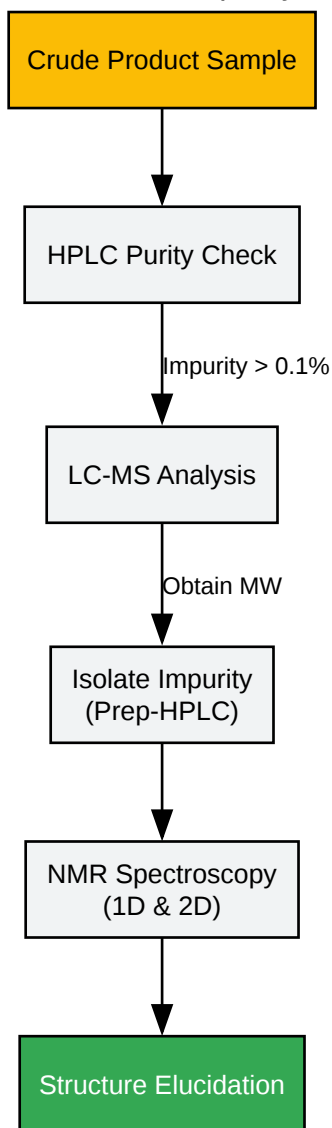 Crude Product Sample
HPLC Purity Check
Impurity > 0.1%
LC-MS Analysis
Obtain MW
Isolate Impurity
(Prep-HPLC)
NMR Spectroscopy
(1D & 2D)
Structure Elucidation